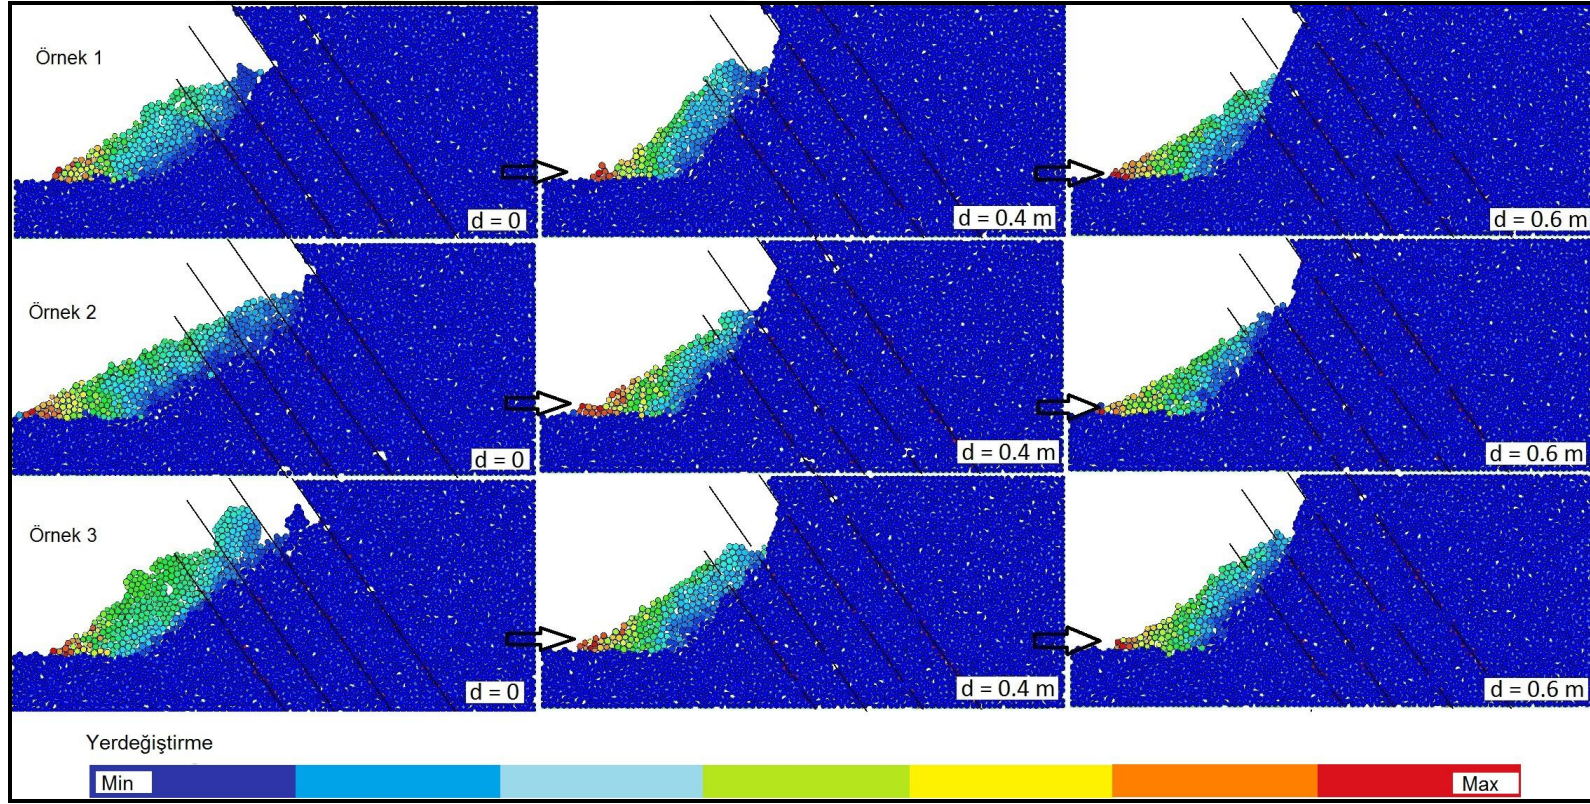 Örnek 1
d = 0
d = 0.4 m
d = 0.6 m
Örnek 2
d = 0
d = 0.4 m
d = 0.6 m
Örnek 3
d = 0
d = 0.4 m
d = 0.6 m
Yerdeğiştirme
Min
Max